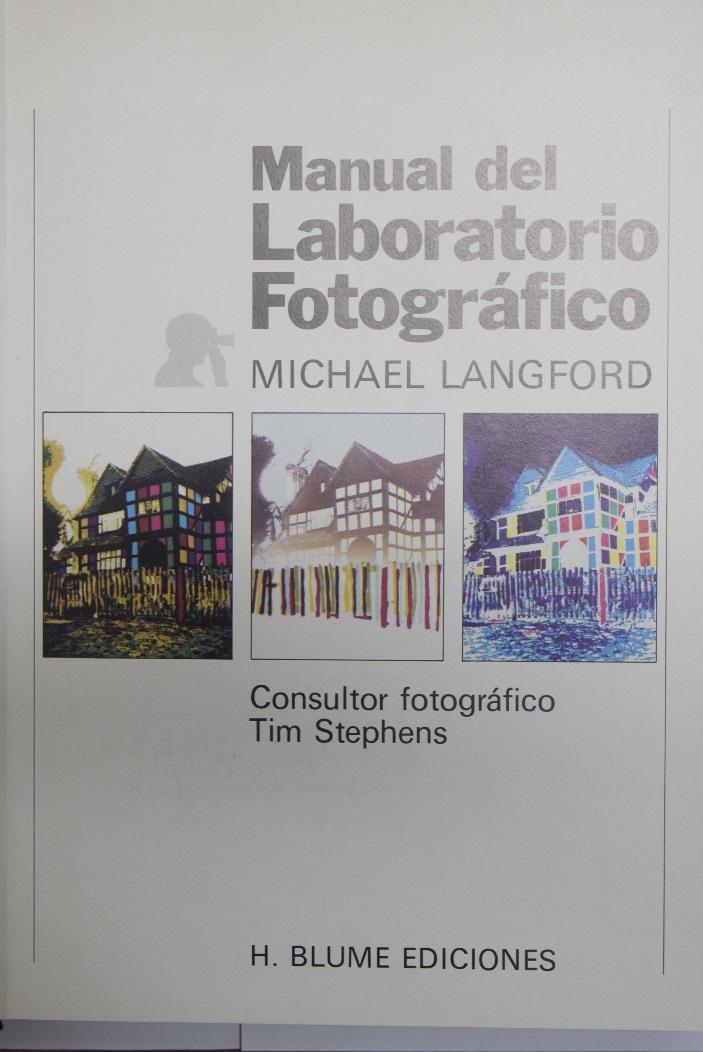 Manual del
Laboratorio
Fotográfico
MICHAEL LANGFORD
Consultor fotográfico
Tim Stephens
H. BLUME EDICIONES